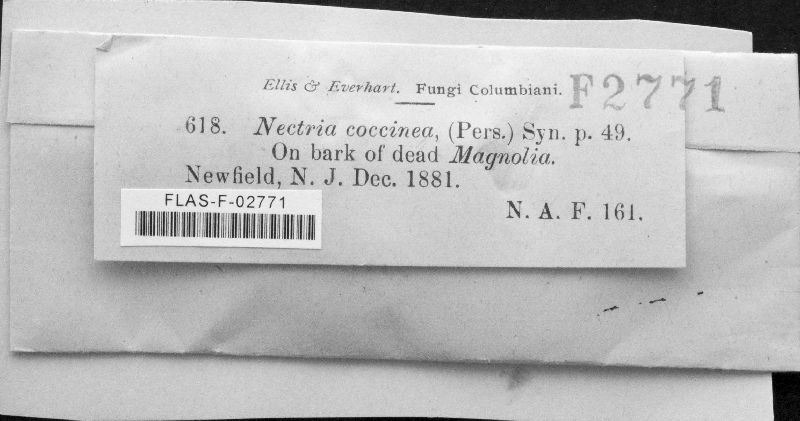 Ellis & Everhart. Fungi Columbiani.
F2771
618. Nectria coccinea, (Pers.) Syn. p. 49.
On bark of dead Magnolia.
Newfield, N. J. Dec. 1881.
FLAS-F-02771
N. A. F. 161.